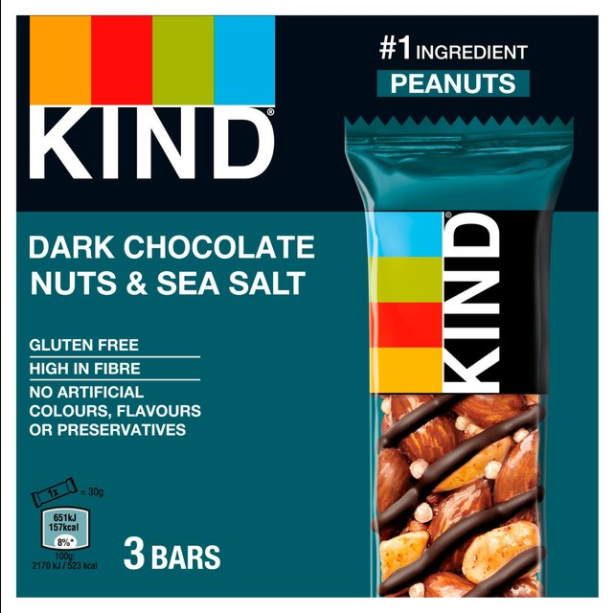 KIND®
#1 INGREDIENT
PEANUTS
KIND®
DARK CHOCOLATE
NUTS & SEA SALT
GLUTEN FREE
HIGH IN FIBRE
NO ARTIFICIAL
COLOURS, FLAVOURS
OR PRESERVATIVES
1x = 30g
651kJ
157kcal
8%*
100g:
2170 kJ / 523 kcal
3 BARS